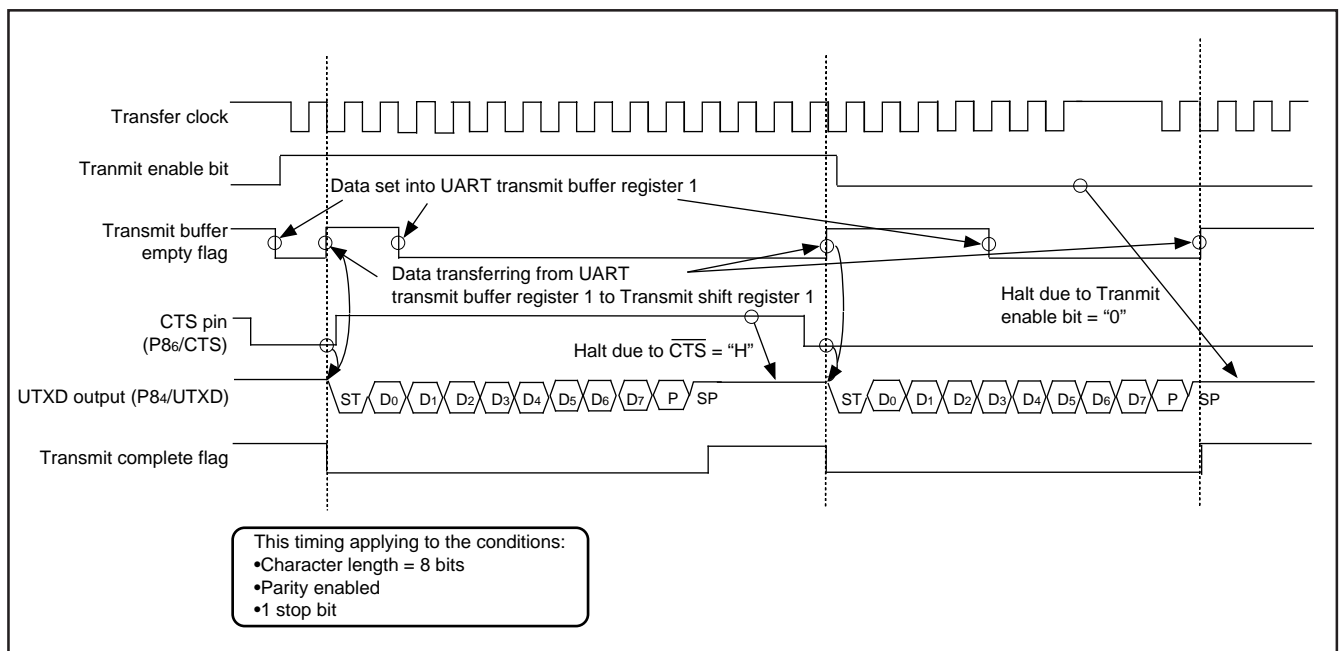 Transfer clock
Tranmit enable bit
Data set into UART transmit buffer register 1
Transmit buffer
empty flag
Data transferring from UART
transmit buffer register 1 to Transmit shift register 1
Halt due to Tranmit
enable bit = “0”
CTS pin
(P86/CTS)
Halt due to CTS = “H”
UTXD output (P84/UTXD)
ST D0 D1 D2 D3 D4 D5 D6 D7 P SP
ST D0 D1 D2 D3 D4 D5 D6 D7 P SP
Transmit complete flag
This timing applying to the conditions:
•Character length = 8 bits
•Parity enabled
•1 stop bit